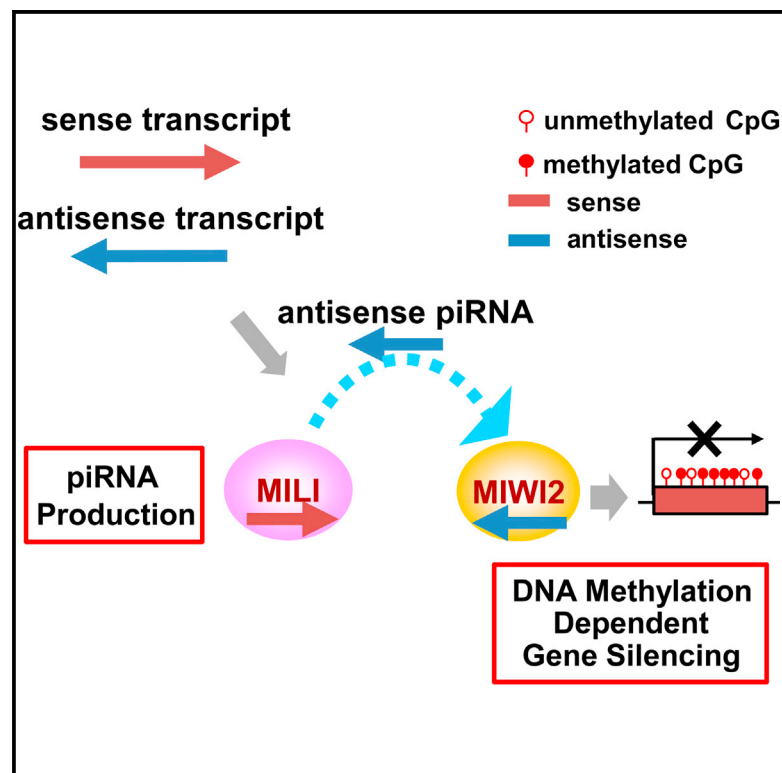 sense transcript
antisense transcript
unmethylated CpG
methylated CpG
sense
antisense
antisense piRNA
piRNA
Production
MILI
MIWI2
DNA Methylation
Dependent
Gene Silencing